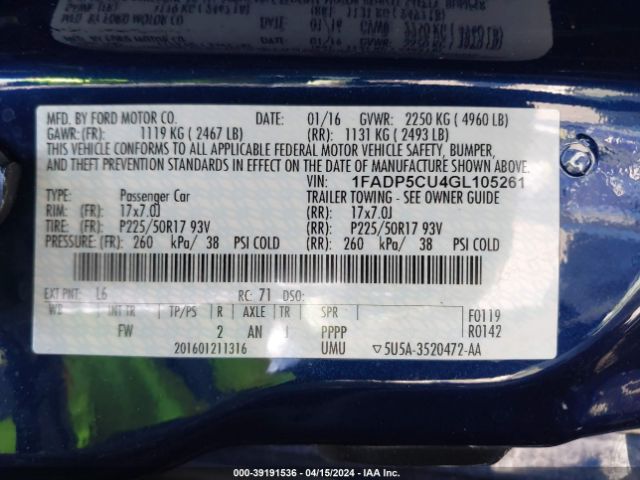 MFD. BY FORD MOTOR CO. DATE: 01/16 GVWR: 2250 KG ( 4960 LB)
GAWR: (FR): 1119 KG ( 2467 LB) (RR): 1131 KG ( 2493 LB)
THIS VEHICLE CONFORMS TO ALL APPLICABLE FEDERAL MOTOR VEHICLE SAFETY, BUMPER,
AND THEFT PREVENTION STANDARDS IN EFFECT ON THE DATE OF MANUFACTURE SHOWN ABOVE.
VIN: 1FADP5CU4GL105261
TYPE: Passenger Car TRAILER TOWING - SEE OWNER GUIDE
RIM: (FR): 17x7.0J (RR): 17x7.0J
TIRE: (FR): P225/50R17 93V (RR): P225/50R17 93V
PRESSURE: (FR): 260 kPa/ 38 PSI COLD (RR): 260 kPa/ 38 PSI COLD
EXT PNT: L6 RC: 71 DSO:
WB INT TR TP/PS R AXLE TR SPR F0119
FW 2 AN PPPP R0142
201601211316 UMU ▽5U5A-3520472-AA
000-39191536 - 04/15/2024 - IAAI.COM